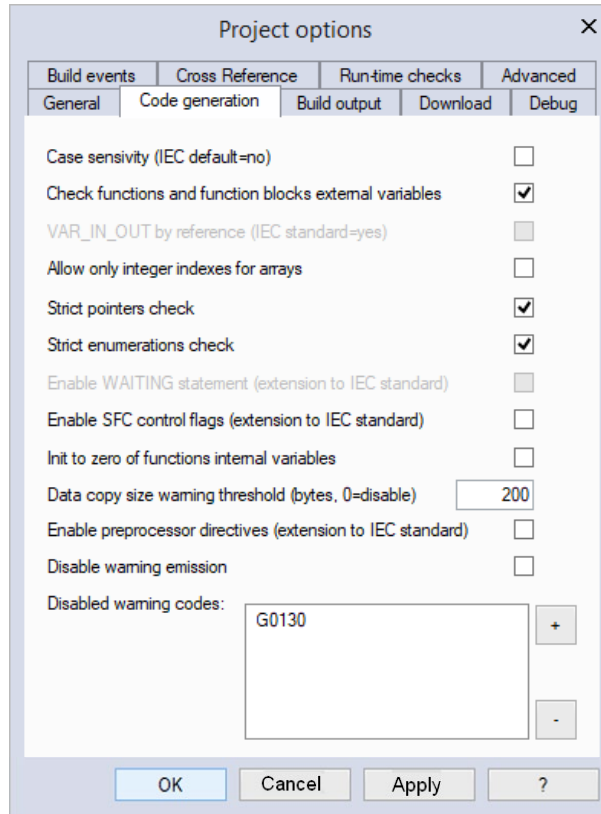 Project options
Build events Cross Reference Run-time checks Advanced
General Code generation Build output Download Debug
Case sensivity (IEC default=no)
Check functions and function blocks external variables
VAR_IN_OUT by reference (IEC standard=yes)
Allow only integer indexes for arrays
Strict pointers check
Strict enumerations check
Enable WAITING statement (extension to IEC standard)
Enable SFC control flags (extension to IEC standard)
Init to zero of functions internal variables
Data copy size warning threshold (bytes, 0=disable) 200
Enable preprocessor directives (extension to IEC standard)
Disable warning emission
Disabled warning codes:
G0130
+
-
OK Cancel Apply ?